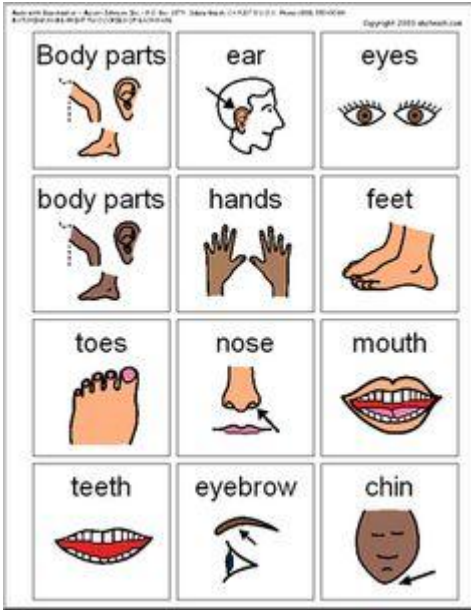 Copyright 2003 abcteach.com
Body parts
ear
eyes
body parts
hands
feet
toes
nose
mouth
teeth
eyebrow
chin